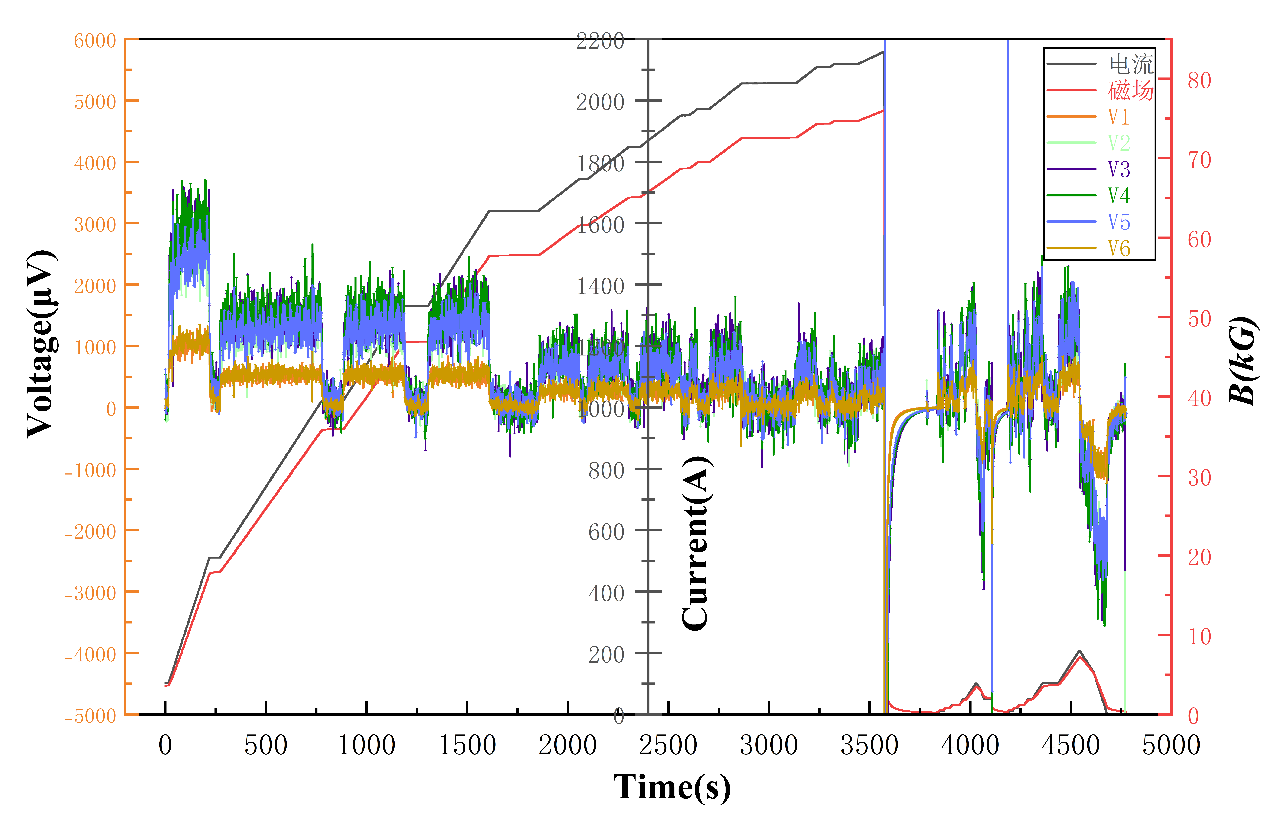 Voltage(μV)
6000
5000
4000
3000
2000
1000
0
-1000
-2000
-3000
-4000
-5000
2200
2000
1800
1600
1400
1200
1000
800
600
400
200
0
Current(A)
电流
磁场
V1
V2
V3
V4
V5
V6
80
70
60
50
40
30
20
10
0
B(kG)
0 500 1000 1500 2000 2500 3000 3500 4000 4500 5000
Time(s)